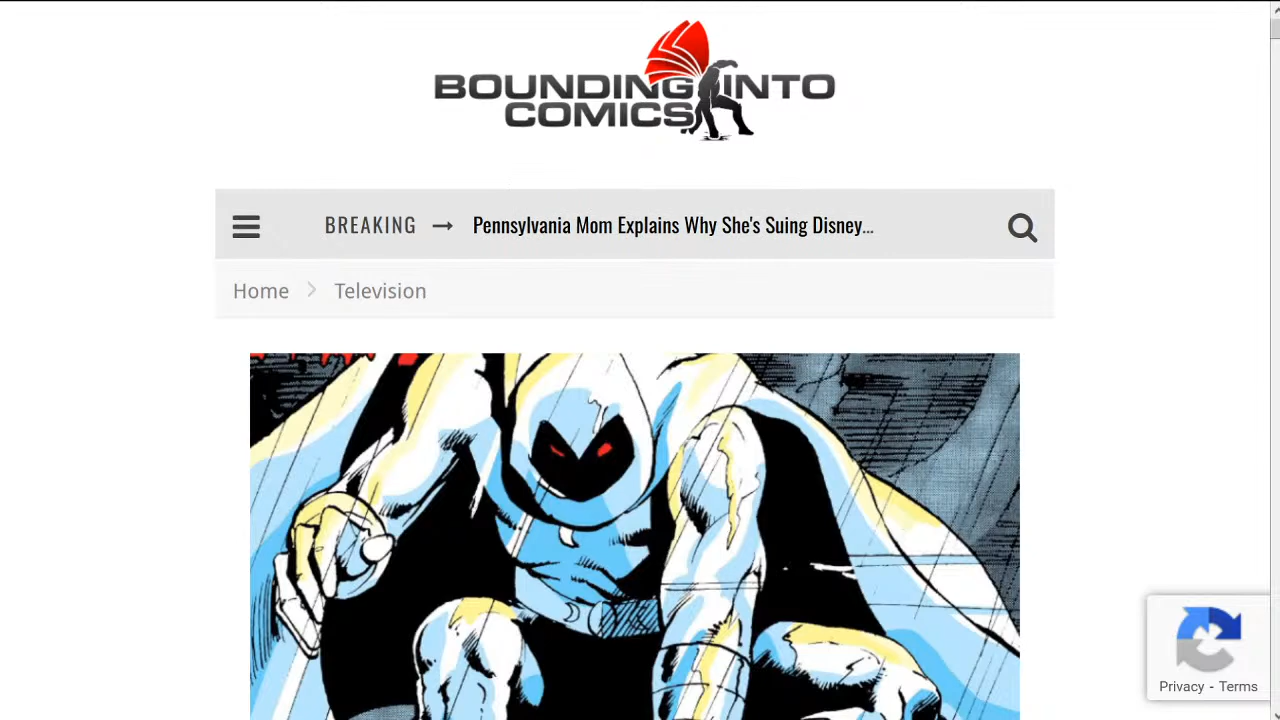 BOUNDING INTO
COMICS
BREAKING → Pennsylvania Mom Explains Why She's Suing Disney...
Home > Television
Privacy - Terms